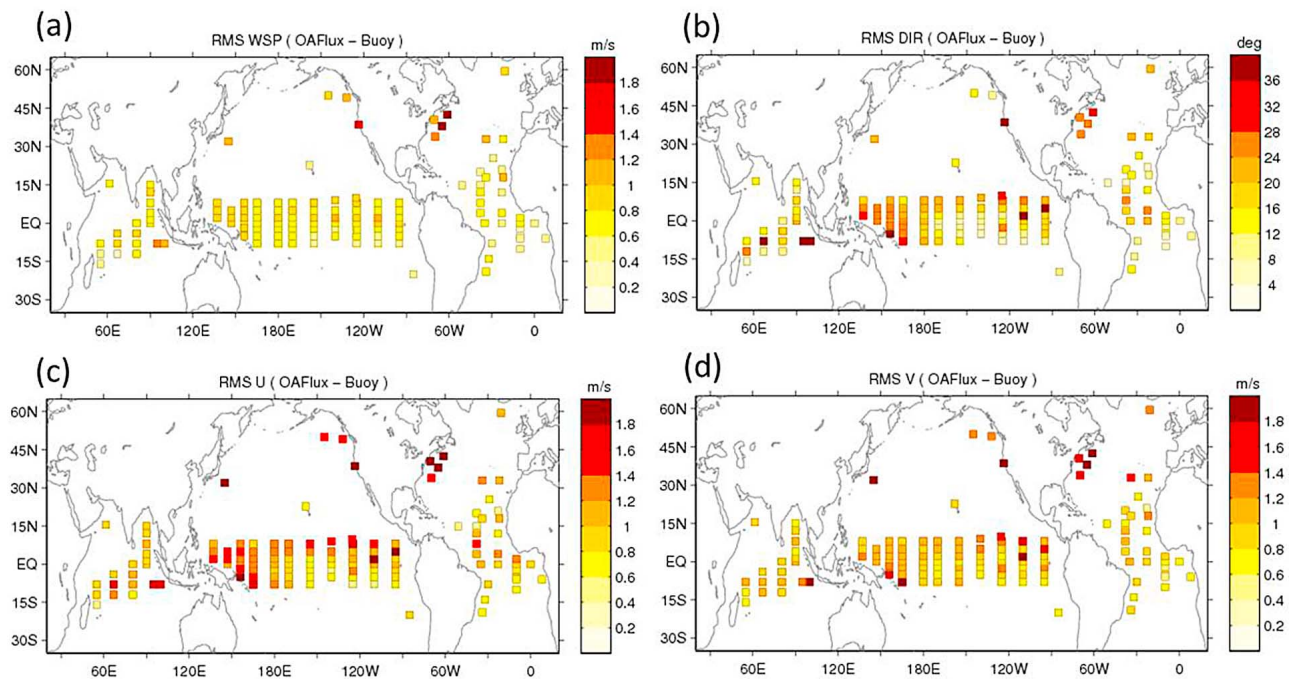 (a)
RMS WSP ( OAFlux – Buoy )
m/s
60N
45N
30N
15N
EQ
15S
30S
60E 120E 180E 120W 60W 0
1.8
1.6
1.4
1.2
1
0.8
0.6
0.4
0.2
(b)
RMS DIR ( OAFlux – Buoy )
deg
60N
45N
30N
15N
EQ
15S
30S
60E 120E 180E 120W 60W 0
36
32
28
24
20
16
12
8
4
(c)
RMS U ( OAFlux – Buoy )
m/s
60N
45N
30N
15N
EQ
15S
30S
60E 120E 180E 120W 60W 0
1.8
1.6
1.4
1.2
1
0.8
0.6
0.4
0.2
(d)
RMS V ( OAFlux – Buoy )
m/s
60N
45N
30N
15N
EQ
15S
30S
60E 120E 180E 120W 60W 0
1.8
1.6
1.4
1.2
1
0.8
0.6
0.4
0.2